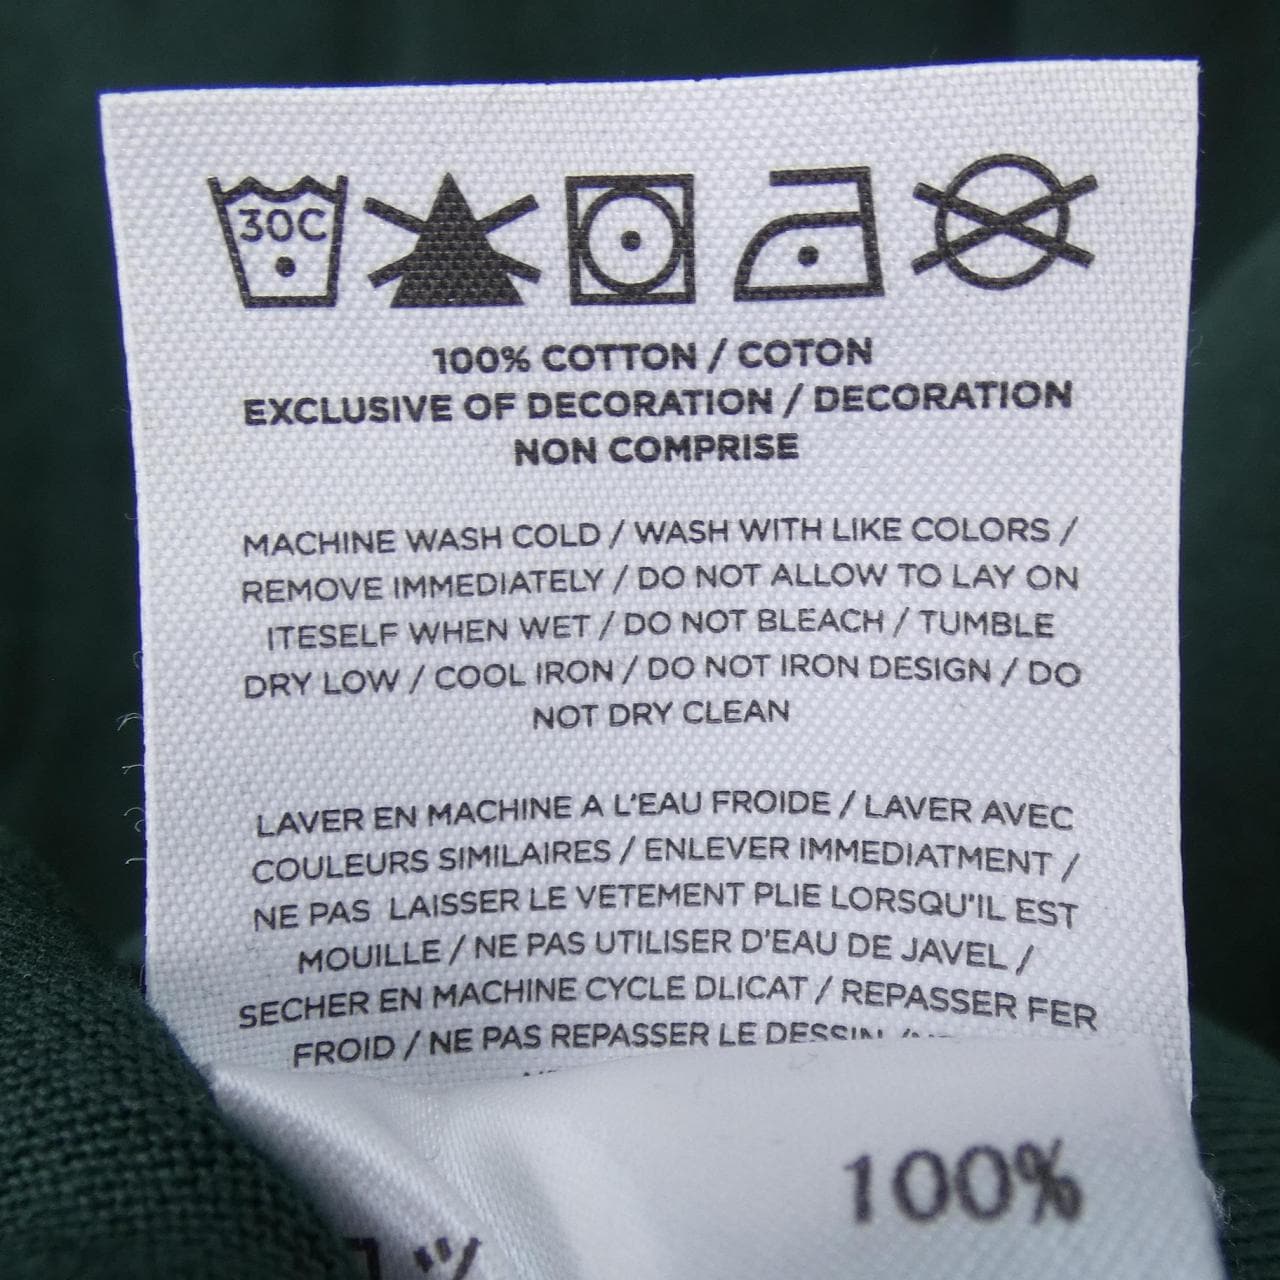 30C
100% COTTON / COTON
EXCLUSIVE OF DECORATION / DECORATION
NON COMPRISE
MACHINE WASH COLD / WASH WITH LIKE COLORS /
REMOVE IMMEDIATELY / DO NOT ALLOW TO LAY ON
ITESELF WHEN WET / DO NOT BLEACH / TUMBLE
DRY LOW / COOL IRON / DO NOT IRON DESIGN / DO
NOT DRY CLEAN
LAVER EN MACHINE A L'EAU FROIDE / LAVER AVEC
COULEURS SIMILAIRES / ENLEVER IMMEDIATMENT /
NE PAS LAISSER LE VETEMENT PLIE LORSQU'IL EST
MOUILLE / NE PAS UTILISER D'EAU DE JAVEL /
SECHER EN MACHINE CYCLE DLICAT / REPASSER FER
FROID / NE PAS REPASSER LE DESSIN /
100%